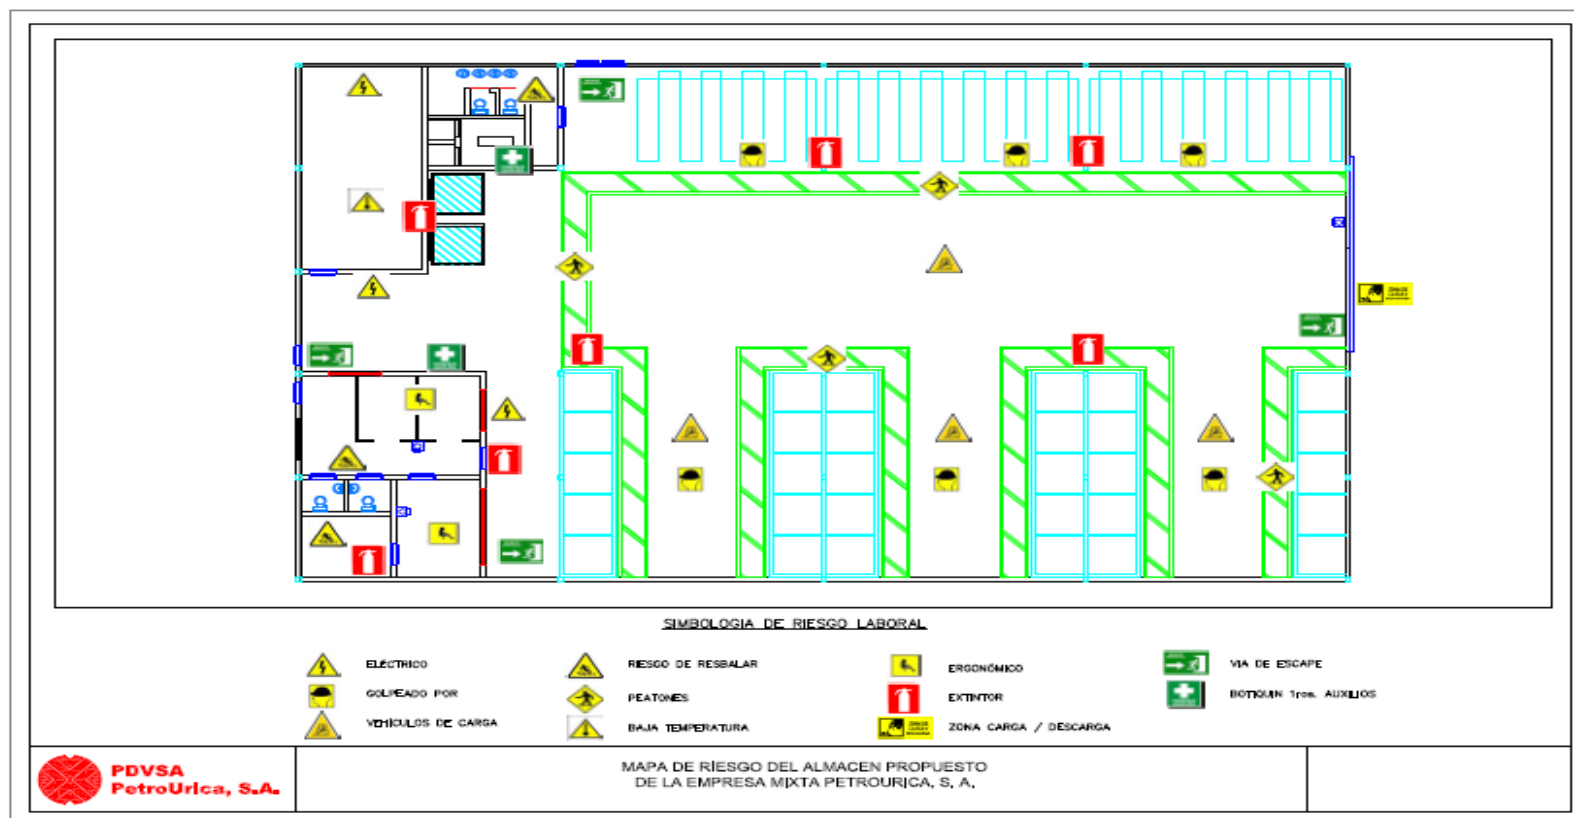 SIMBOLOGIA DE RIESGO LABORAL
ELÉCTRICO
RIESGO DE RESBALAR
ERGONÓMICO
VIA DE ESCAPE
GOLPEADO POR
PEATONES
EXTINTOR
BOTIQUIN 1ros. AUXILIOS
VEHÍCULOS DE CARGA
BAJA TEMPERATURA
ZONA CARGA / DESCARGA
PDVSA
PetroUrica, S.A.
MAPA DE RIESGO DEL ALMACEN PROPUESTO
DE LA EMPRESA MIXTA PETROURICA, S. A,